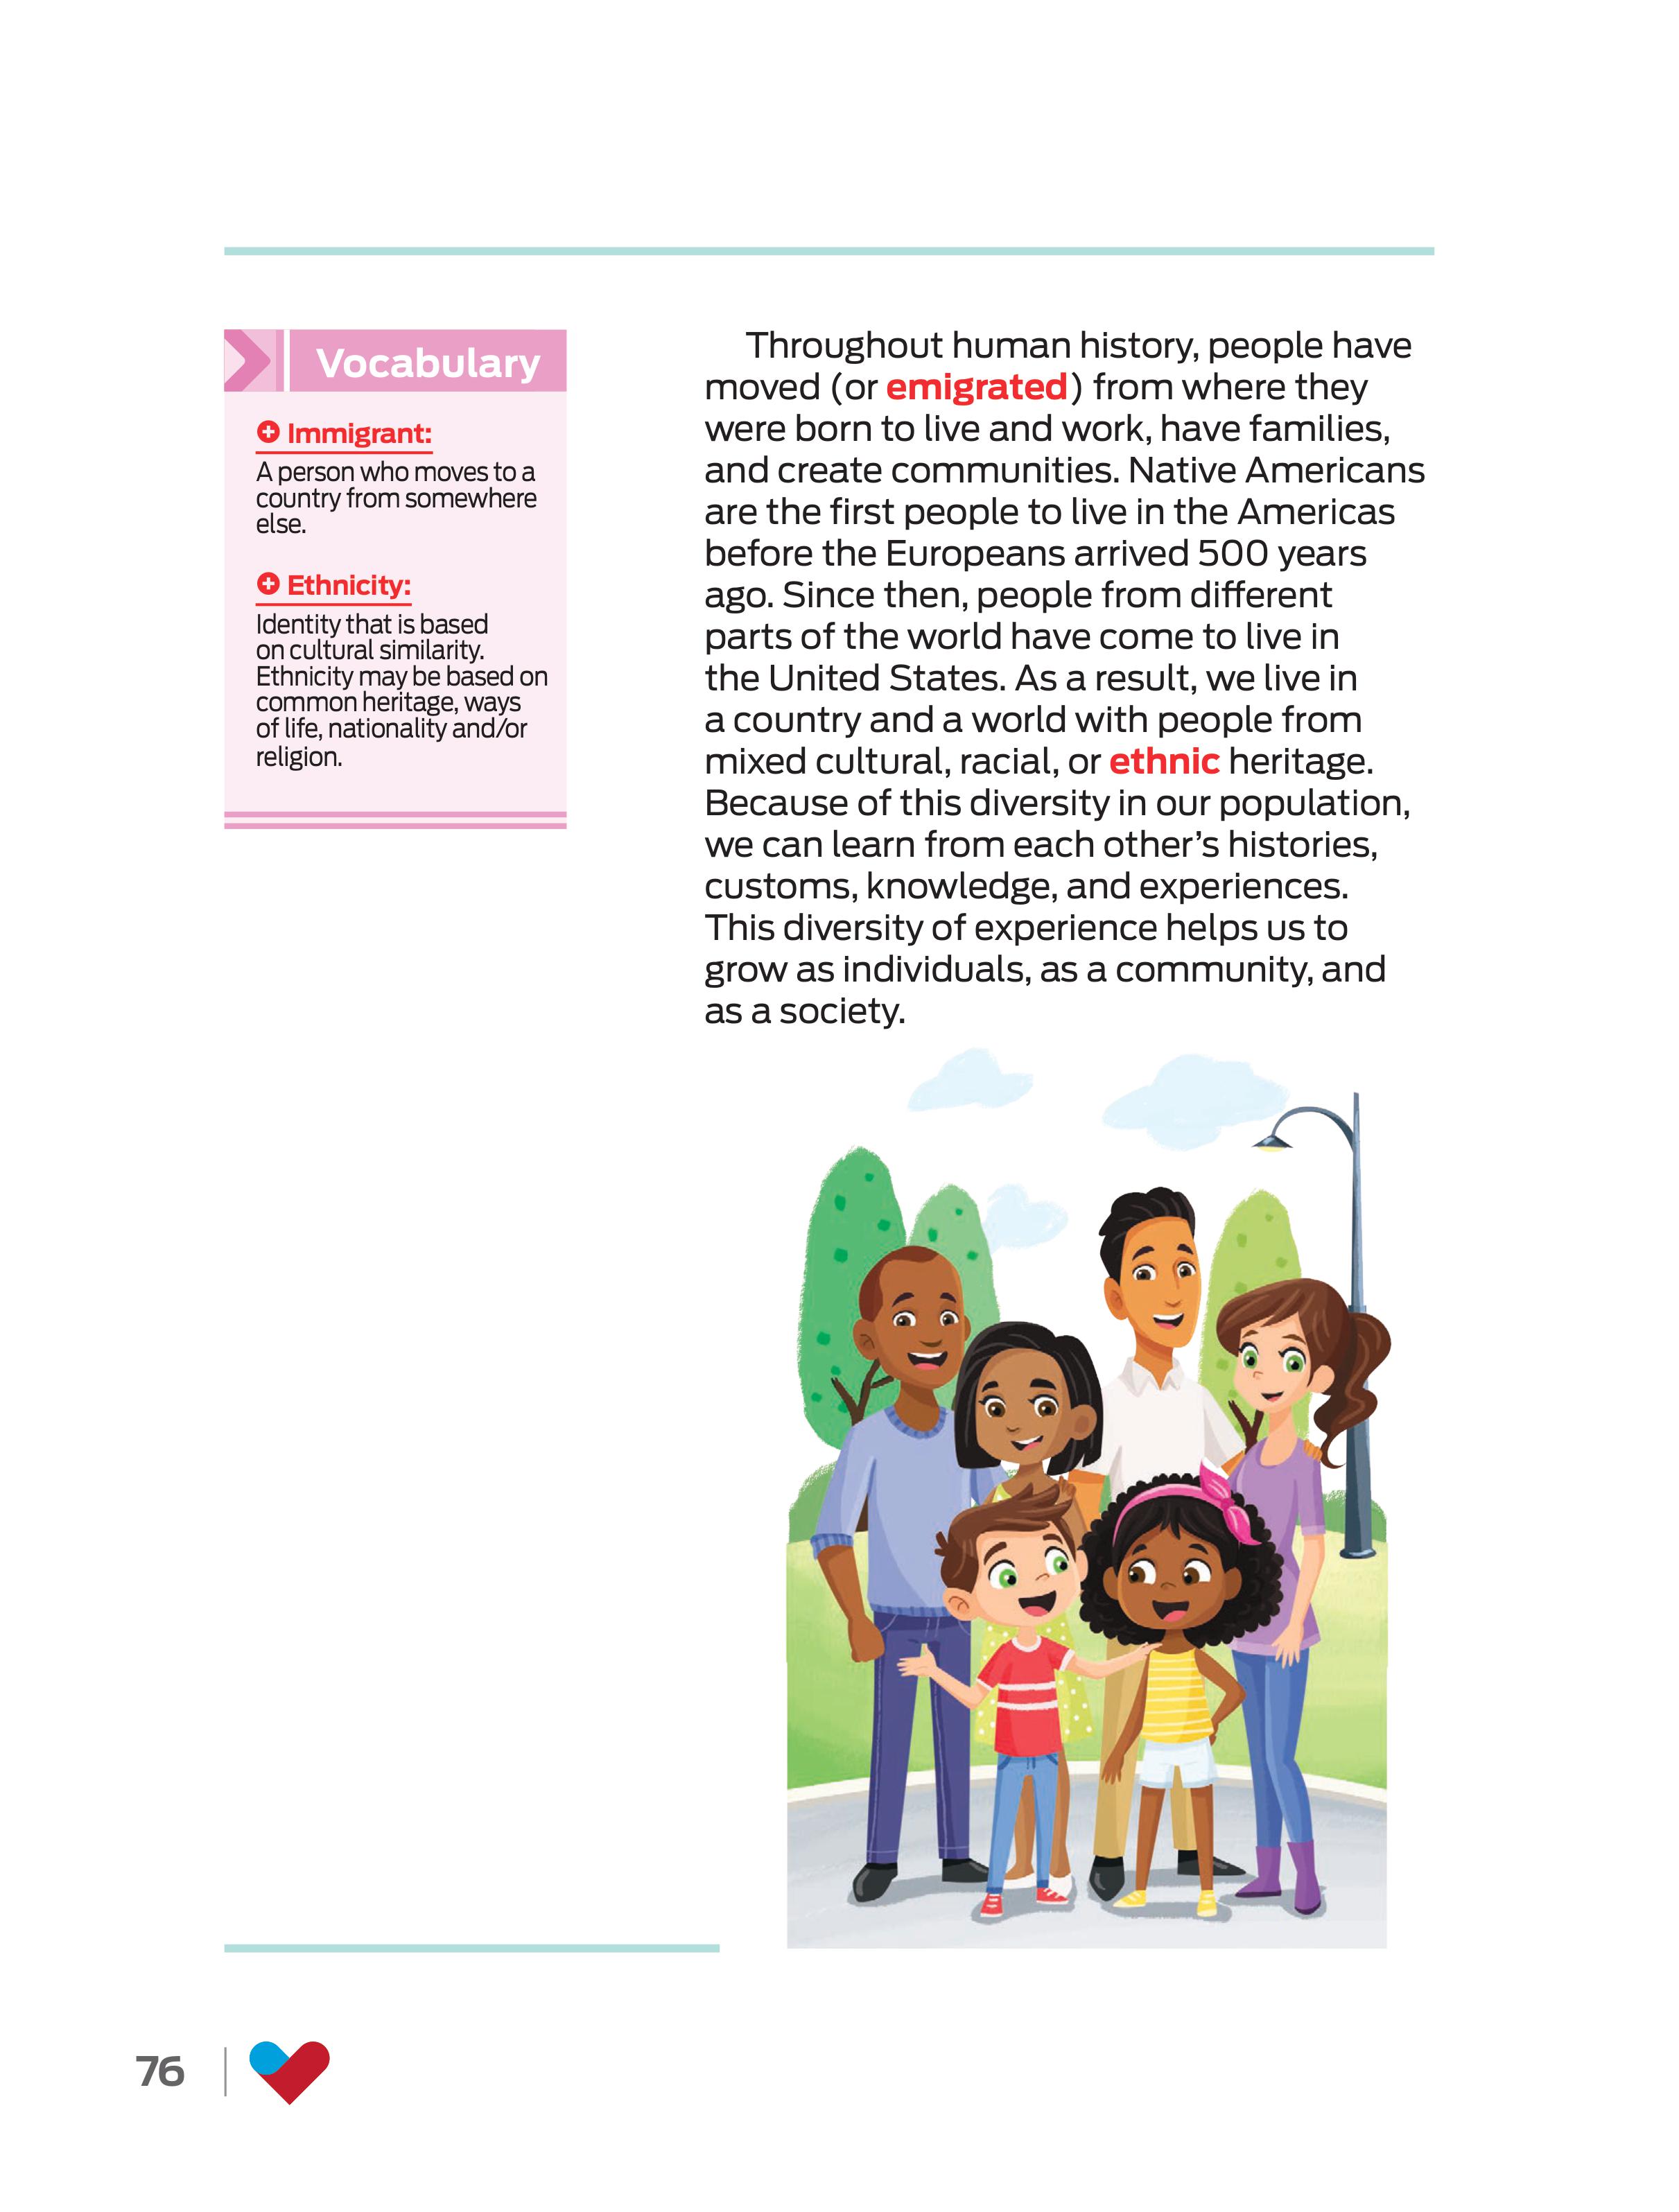 Vocabulary
Immigrant:
A person who moves to a
country from somewhere
else.
Ethnicity:
Identity that is based
on cultural similarity.
Ethnicity may be based on
common heritage, ways
of life, nationality and/or
religion.
Throughout human history, people have
moved (or emigrated) from where they
were born to live and work, have families,
and create communities. Native Americans
are the first people to live in the Americas
before the Europeans arrived 500 years
ago. Since then, people from different
parts of the world have come to live in
the United States. As a result, we live in
a country and a world with people from
mixed cultural, racial, or ethnic heritage.
Because of this diversity in our population,
we can learn from each other’s histories,
customs, knowledge, and experiences.
This diversity of experience helps us to
grow as individuals, as a community, and
as a society.
76